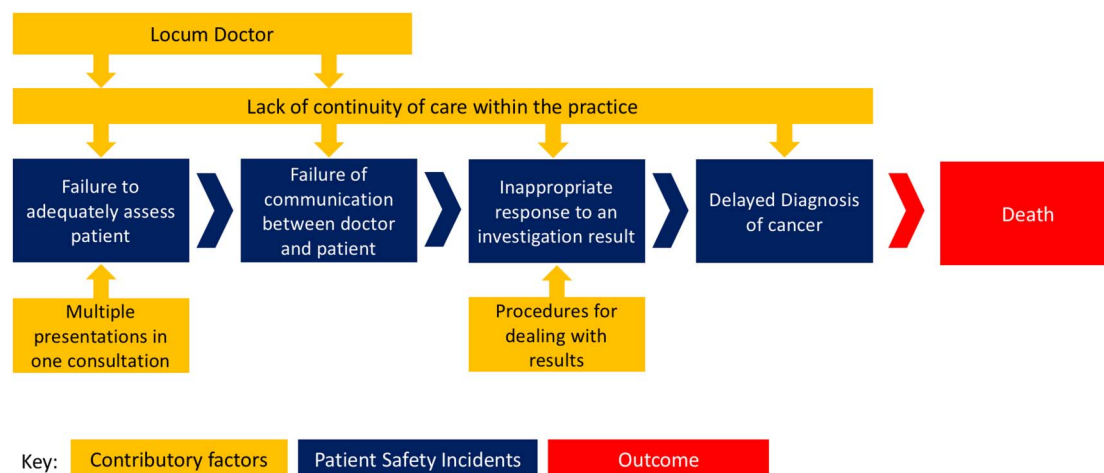 Locum Doctor
Lack of continuity of care within the practice
Failure to
adequately assess
patient
Failure of
communication
between doctor
and patient
Inappropriate
response to an
investigation result
Delayed Diagnosis
of cancer
Death
Multiple
presentations in
one consultation
Procedures for
dealing with
results
Key:
Contributory factors
Patient Safety Incidents
Outcome